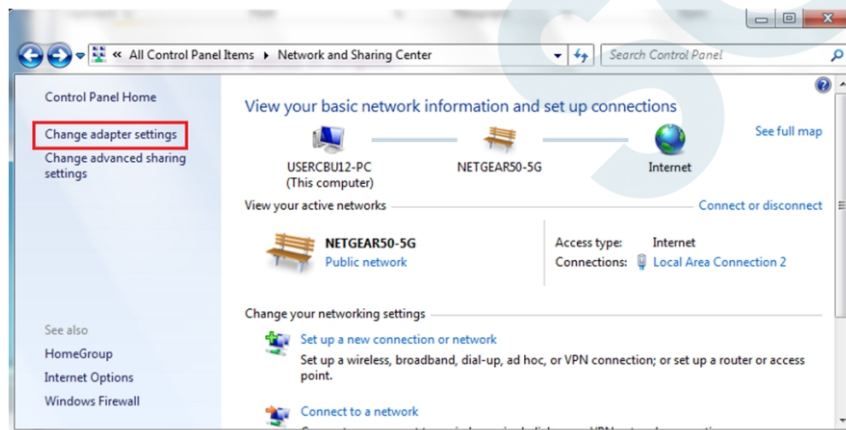 « All Control Panel Items ▸ Network and Sharing Center
Search Control Panel
Control Panel Home
Change adapter settings
Change advanced sharing
settings
See also
HomeGroup
Internet Options
Windows Firewall
View your basic network information and set up connections
See full map
USERCBU12-PC
(This computer)
NETGEAR50-5G
Internet
View your active networks
Connect or disconnect
NETGEAR50-5G
Public network
Access type: Internet
Connections: Local Area Connection 2
Change your networking settings
Set up a new connection or network
Set up a wireless, broadband, dial-up, ad hoc, or VPN connection; or set up a router or access
point.
Connect to a network